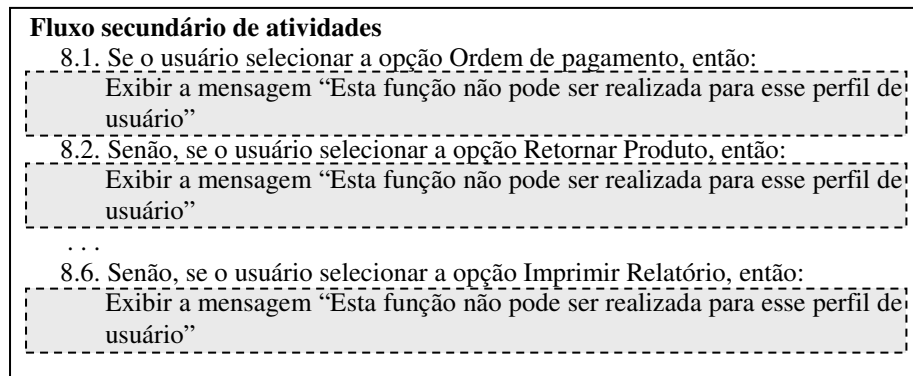 Fluxo secundário de atividades
8.1. Se o usuário selecionar a opção Ordem de pagamento, então:
Exibir a mensagem “Esta função não pode ser realizada para esse perfil de
usuário”
8.2. Senão, se o usuário selecionar a opção Retornar Produto, então:
Exibir a mensagem “Esta função não pode ser realizada para esse perfil de
usuário”
. . .
8.6. Senão, se o usuário selecionar a opção Imprimir Relatório, então:
Exibir a mensagem “Esta função não pode ser realizada para esse perfil de
usuário”